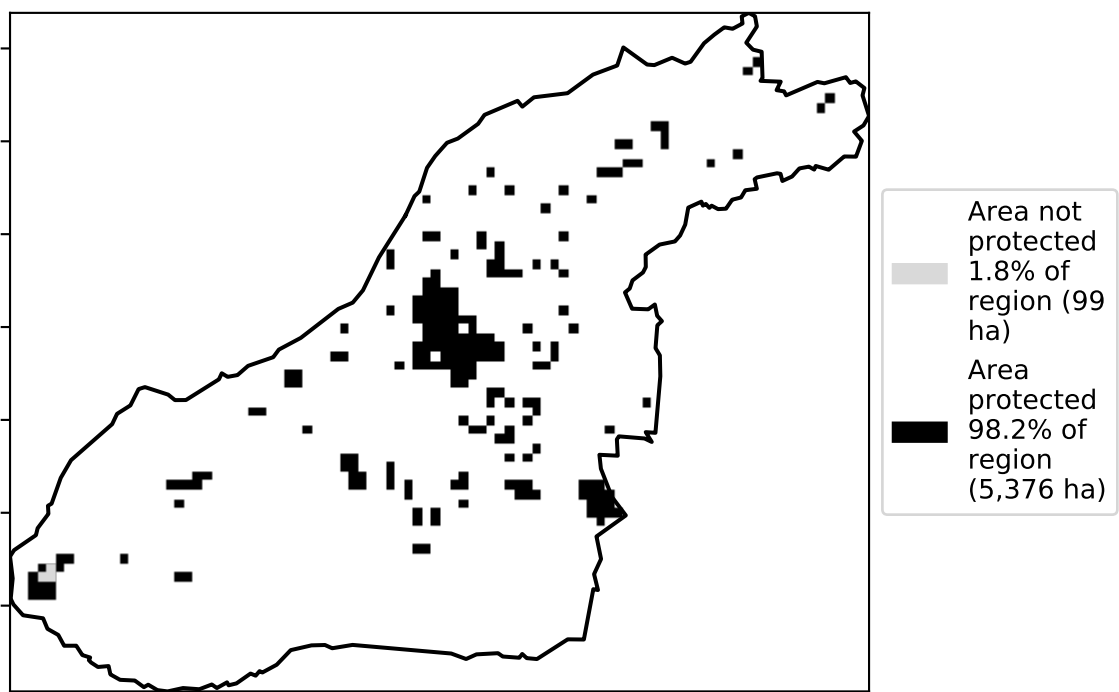 Area not
protected
1.8% of
region (99
ha)
Area
protected
98.2% of
region
(5,376 ha)